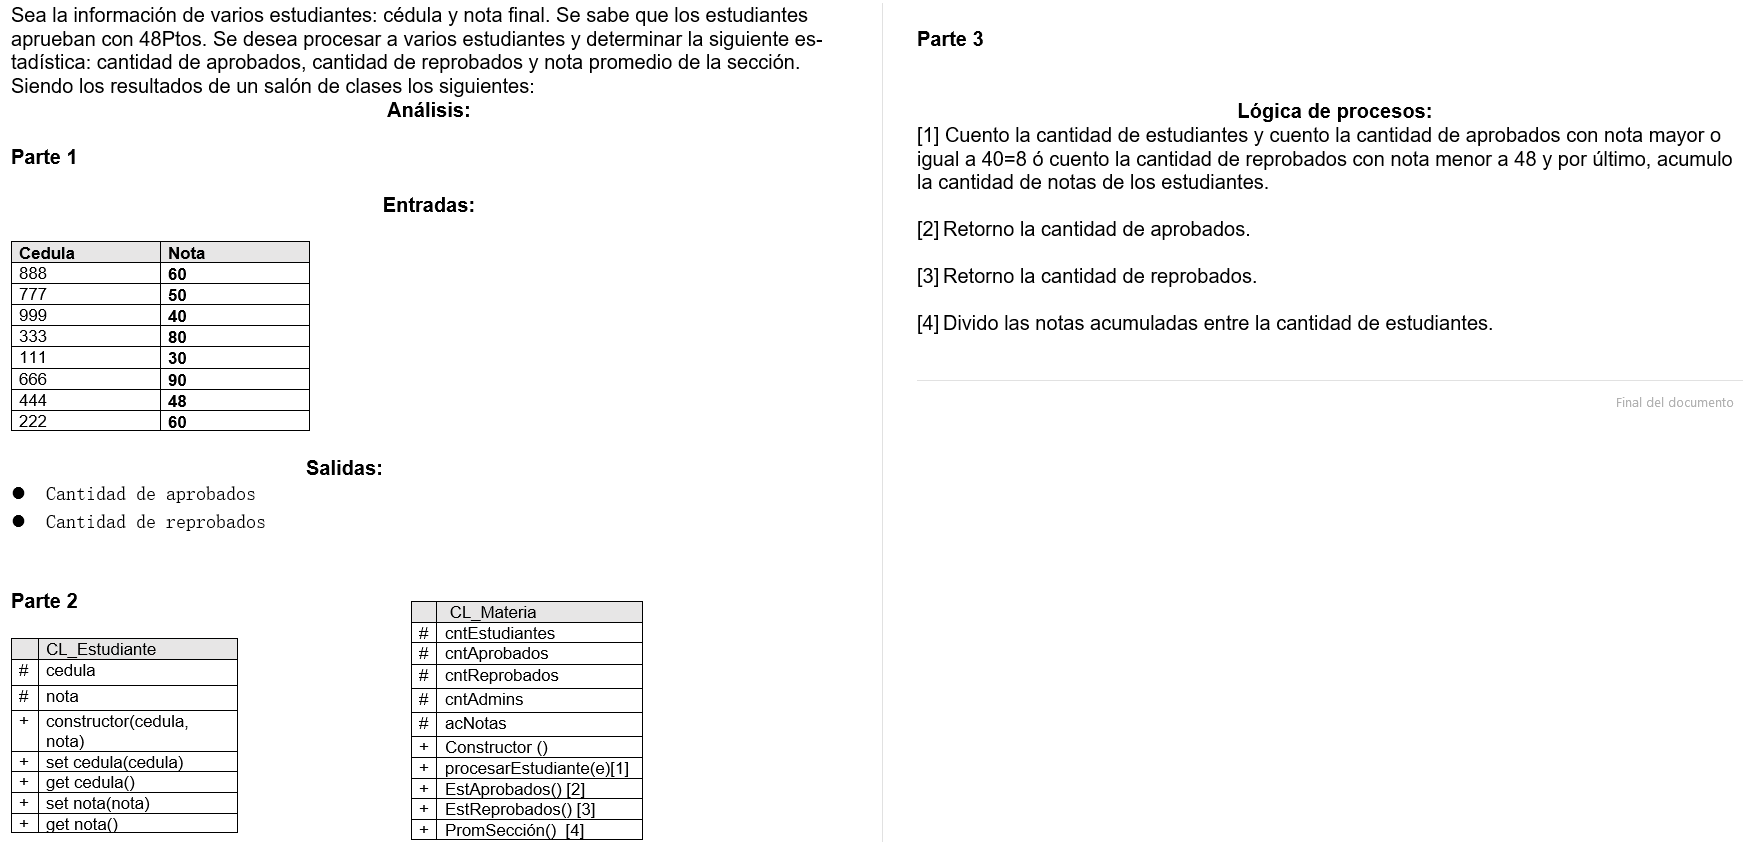 Sea la información de varios estudiantes: cédula y nota final. Se sabe que los estudiantes
aprueban con 48Ptos. Se desea procesar a varios estudiantes y determinar la siguiente es-
tadística: cantidad de aprobados, cantidad de reprobados y nota promedio de la sección.
Siendo los resultados de un salón de clases los siguientes:
Análisis:
Parte 1
Entradas:
Cedula Nota
888 60
777 50
999 40
333 80
111 30
666 90
444 48
222 60
Salidas:
● Cantidad de aprobados
● Cantidad de reprobados
Parte 2
CL_Estudiante
# cedula
# nota
+ constructor(cedula,
nota)
+ set cedula(cedula)
+ get cedula()
+ set nota(nota)
+ get nota()
CL_Materia
# cntEstudiantes
# cntAprobados
# cntReprobados
# cntAdmins
# acNotas
+ Constructor ()
+ procesarEstudiante(e)[1]
+ EstAprobados() [2]
+ EstReprobados() [3]
+ PromSección() [4]
Parte 3
Lógica de procesos:
[1] Cuento la cantidad de estudiantes y cuento la cantidad de aprobados con nota mayor o
igual a 40=8 ó cuento la cantidad de reprobados con nota menor a 48 y por último, acumulo
la cantidad de notas de los estudiantes.
[2] Retorno la cantidad de aprobados.
[3] Retorno la cantidad de reprobados.
[4] Divido las notas acumuladas entre la cantidad de estudiantes.
Final del documento